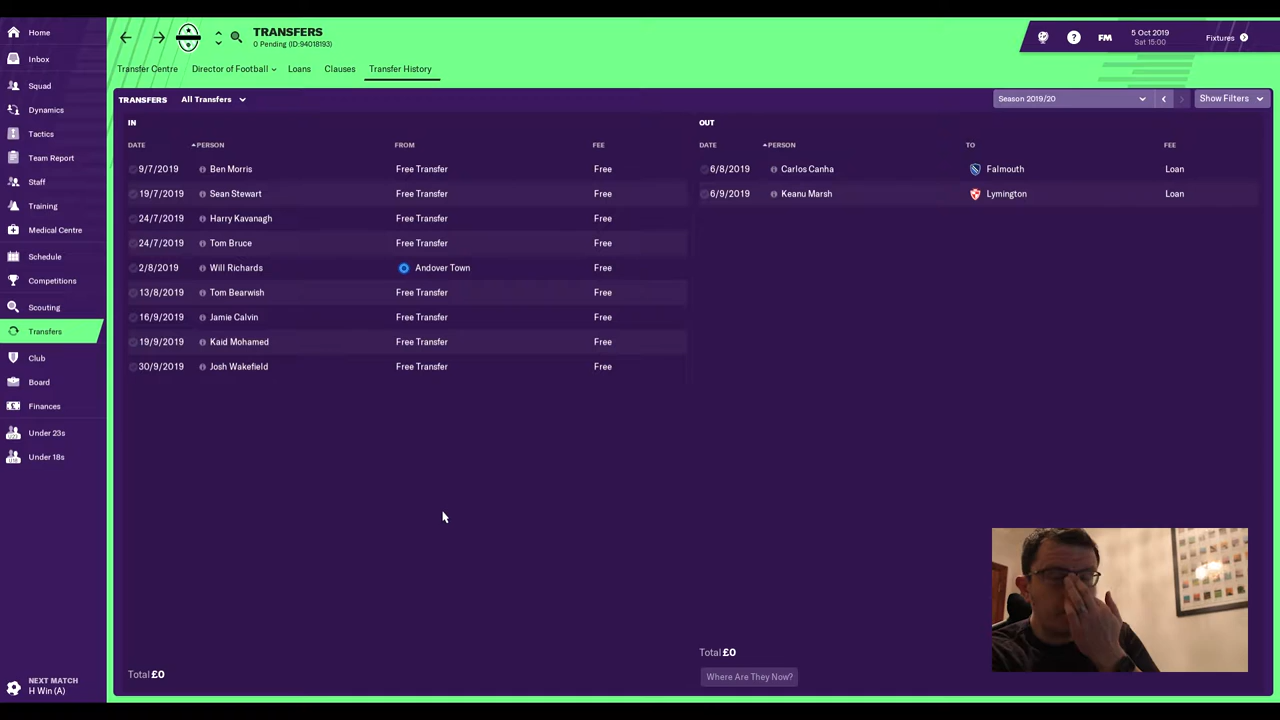 Home
Inbox
Squad
Dynamics
Tactics
Team Report
Staff
Training
Medical Centre
Schedule
Competitions
Scouting
Transfers
Club
Board
Finances
Under 23s
Under 18s
NEXT MATCH
H Win (A)
TRANSFERS
0 Pending (ID:94018193)
5 Oct 2019
Sat 15:00
FM
Fixtures
Transfer Centre Director of Football Loans Clauses Transfer History
TRANSFERS All Transfers Season 2019/20 Show Filters
IN
DATE PERSON FROM FEE
9/7/2019 Ben Morris Free Transfer Free
19/7/2019 Sean Stewart Free Transfer Free
24/7/2019 Harry Kavanagh Free Transfer Free
24/7/2019 Tom Bruce Free Transfer Free
2/8/2019 Will Richards Andover Town Free
13/8/2019 Tom Bearwish Free Transfer Free
16/9/2019 Jamie Calvin Free Transfer Free
19/9/2019 Kaid Mohamed Free Transfer Free
30/9/2019 Josh Wakefield Free Transfer Free
Total £0
OUT
DATE PERSON TO FEE
6/8/2019 Carlos Canha Falmouth Loan
6/9/2019 Keanu Marsh Lymington Loan
Total £0
Where Are They Now?